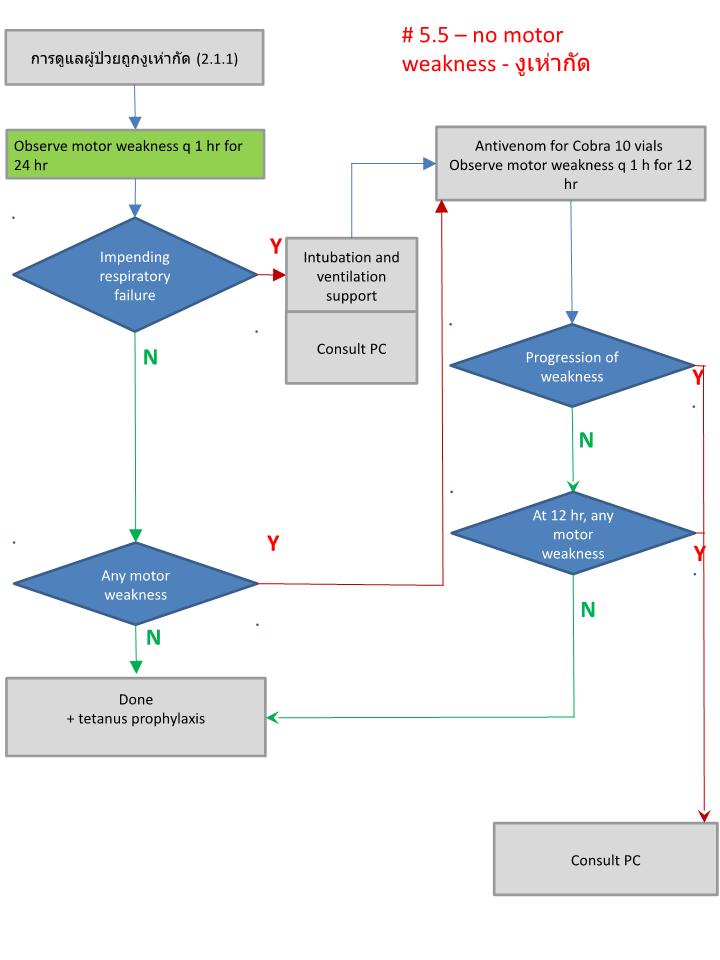 # 5.5 – no motor
weakness - งูเห่ากัด
การดูแลผู้ป่วยถูกงูเห่ากัด (2.1.1)
Observe motor weakness q 1 hr for
24 hr
Antivenom for Cobra 10 vials
Observe motor weakness q 1 h for 12
hr
Impending
respiratory
failure
Y
Intubation and
ventilation
support
Consult PC
N
Progression of
weakness
Y
N
At 12 hr, any
motor
weakness
Y
N
Any motor
weakness
Y
N
Done
+ tetanus prophylaxis
Consult PC